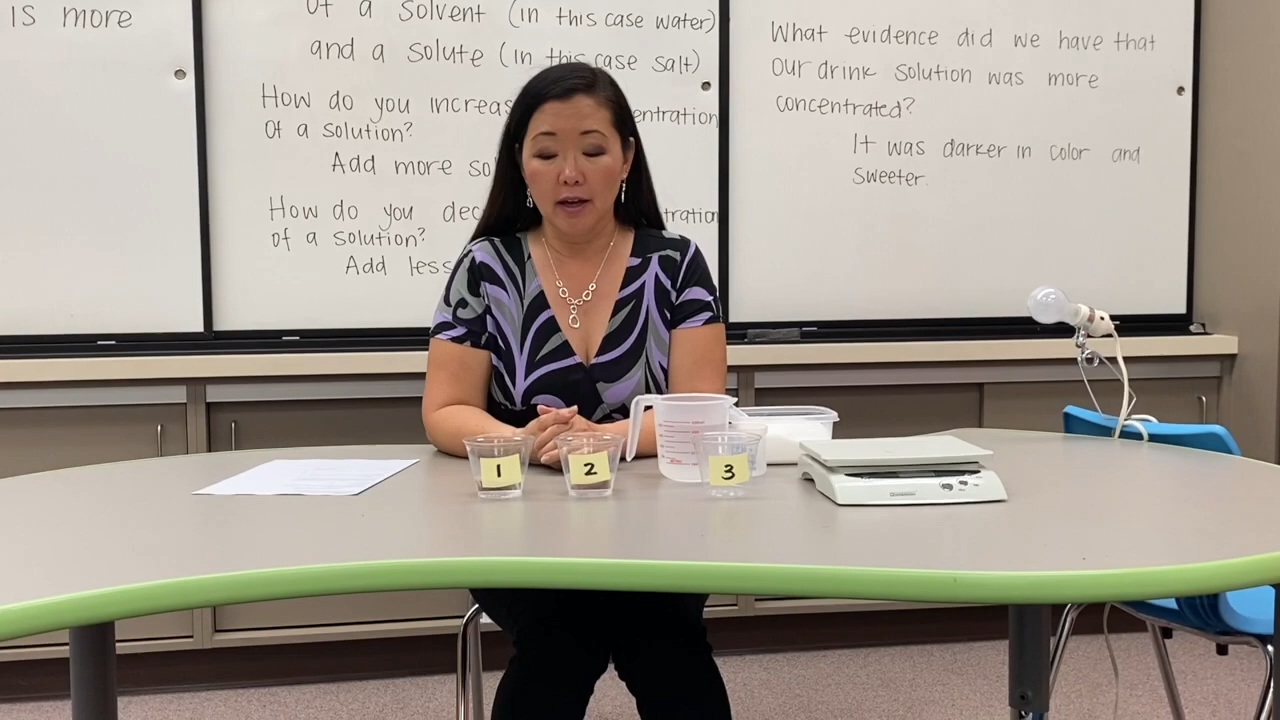 is more
of a solvent (in this case water)
and a solute (in this case salt)
How do you increas entration
of a solution?
Add more so
How do you dec tration
of a solution?
Add less
What evidence did we have that
our drink solution was more
concentrated?
It was darker in color and
sweeter.
1
2
3